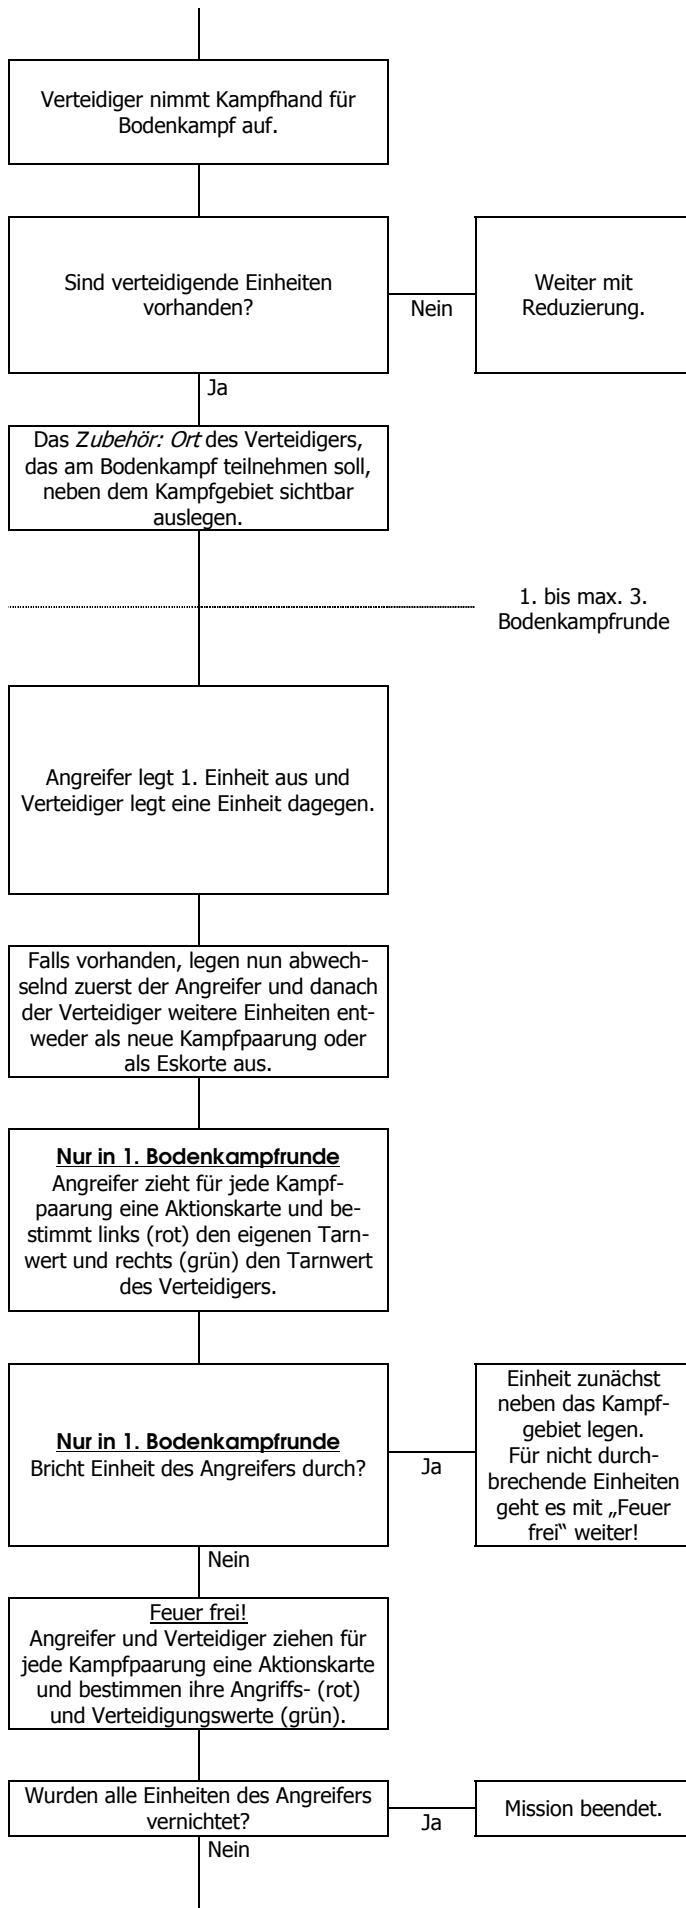 Verteidiger nimmt Kampfhand für
Bodenkampf auf.
Sind verteidigende Einheiten
vorhanden?
Nein
Weiter mit
Reduzierung.
Ja
Das Zubehör: Ort des Verteidigers,
das am Bodenkampf teilnehmen soll,
neben dem Kampfgebiet sichtbar
auslegen.
1. bis max. 3.
Bodenkampfrunde
Angreifer legt 1. Einheit aus und
Verteidiger legt eine Einheit dagegen.
Falls vorhanden, legen nun abwech-
selnd zuerst der Angreifer und danach
der Verteidiger weitere Einheiten ent-
weder als neue Kampfpaarung oder
als Eskorte aus.
Nur in 1. Bodenkampfrunde
Angreifer zieht für jede Kampf-
paarung eine Aktionskarte und be-
stimmt links (rot) den eigenen Tarn-
wert und rechts (grün) den Tarnwert
des Verteidigers.
Nur in 1. Bodenkampfrunde
Bricht Einheit des Angreifers durch?
Ja
Einheit zunächst
neben das Kampf-
gebiet legen.
Für nicht durch-
brechende Einheiten
geht es mit „Feuer
frei“ weiter!
Nein
Feuer frei!
Angreifer und Verteidiger ziehen für
jede Kampfpaarung eine Aktionskarte
und bestimmen ihre Angriffs- (rot)
und Verteidigungswerte (grün).
Wurden alle Einheiten des Angreifers
vernichtet?
Ja
Mission beendet.
Nein